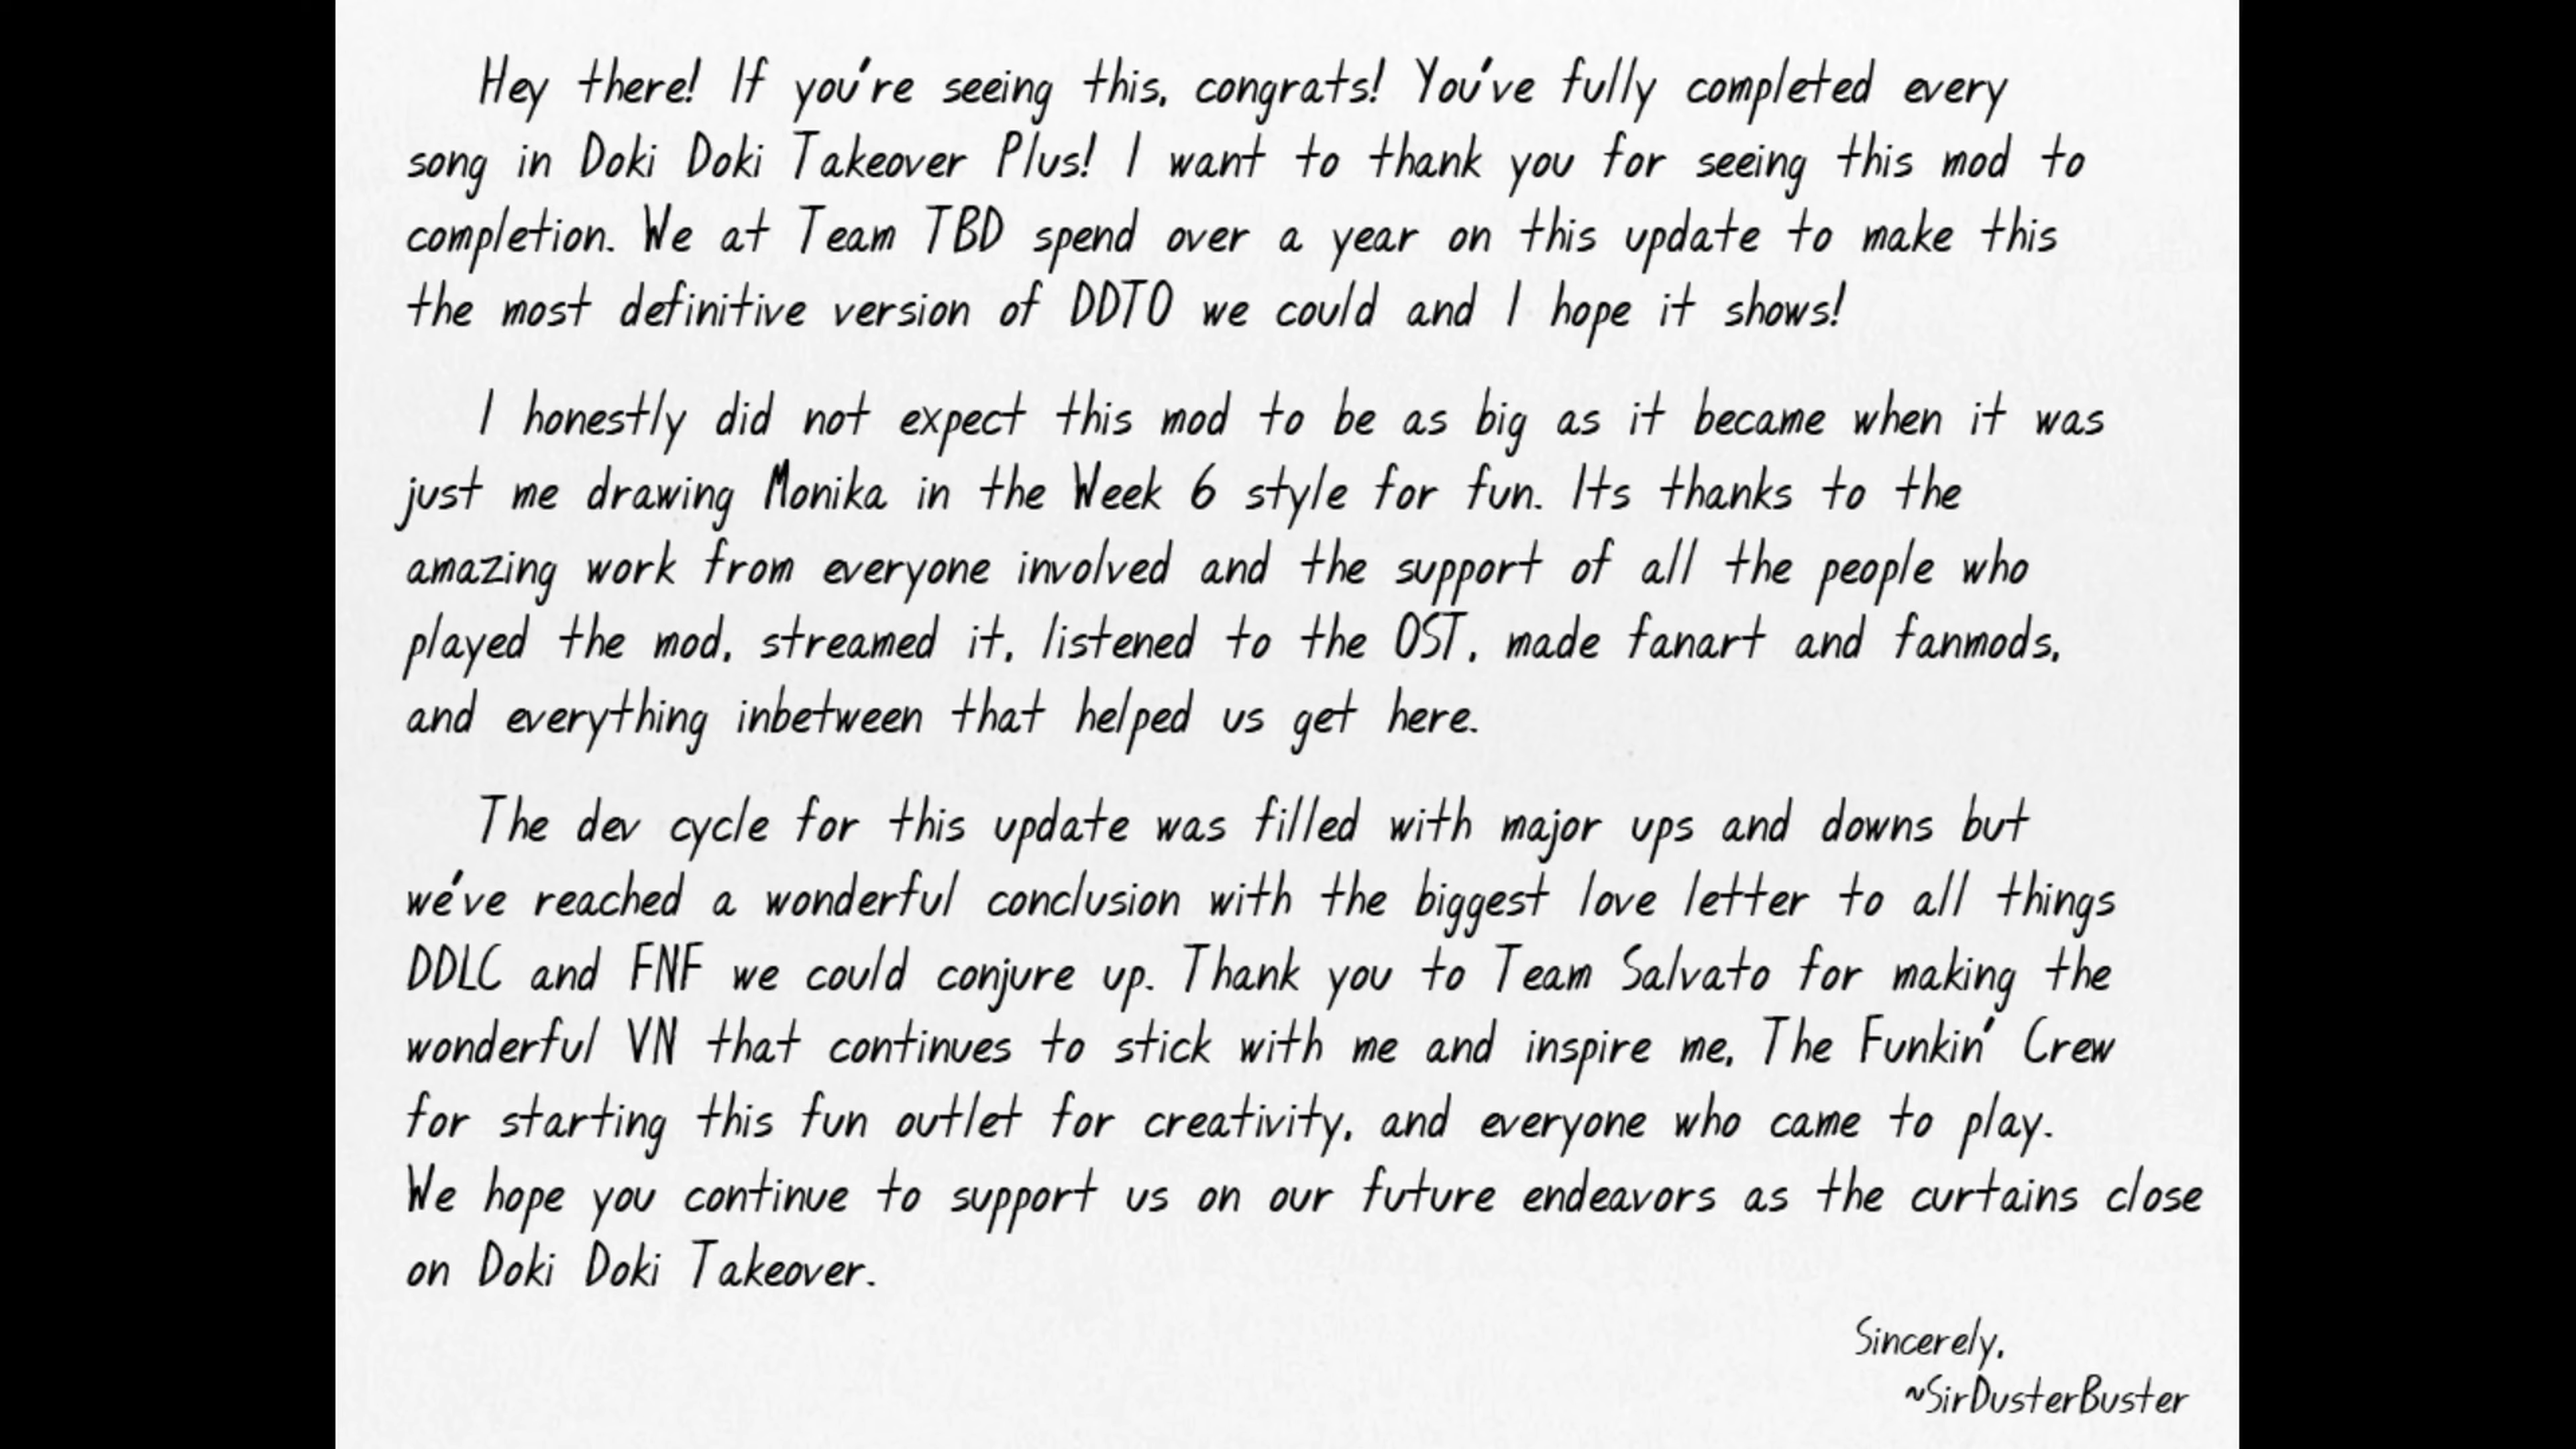 Hey there! If you're seeing this, congrats! You've fully completed every
song in Doki Doki Takeover Plus! I want to thank you for seeing this mod to
completion. We at Team TBD spend over a year on this update to make this
the most definitive version of DDTO we could and I hope it shows!
I honestly did not expect this mod to be as big as it became when it was
just me drawing Monika in the Week 6 style for fun. Its thanks to the
amazing work from everyone involved and the support of all the people who
played the mod, streamed it, listened to the OST, made fanart and fanmods,
and everything inbetween that helped us get here.
The dev cycle for this update was filled with major ups and downs but
we've reached a wonderful conclusion with the biggest love letter to all things
DDLC and FNF we could conjure up. Thank you to Team Salvato for making the
wonderful VN that continues to stick with me and inspire me, The Funkin' Crew
for starting this fun outlet for creativity, and everyone who came to play.
We hope you continue to support us on our future endeavors as the curtains close
on Doki Doki Takeover.
Sincerely,
~SirDusterBuster